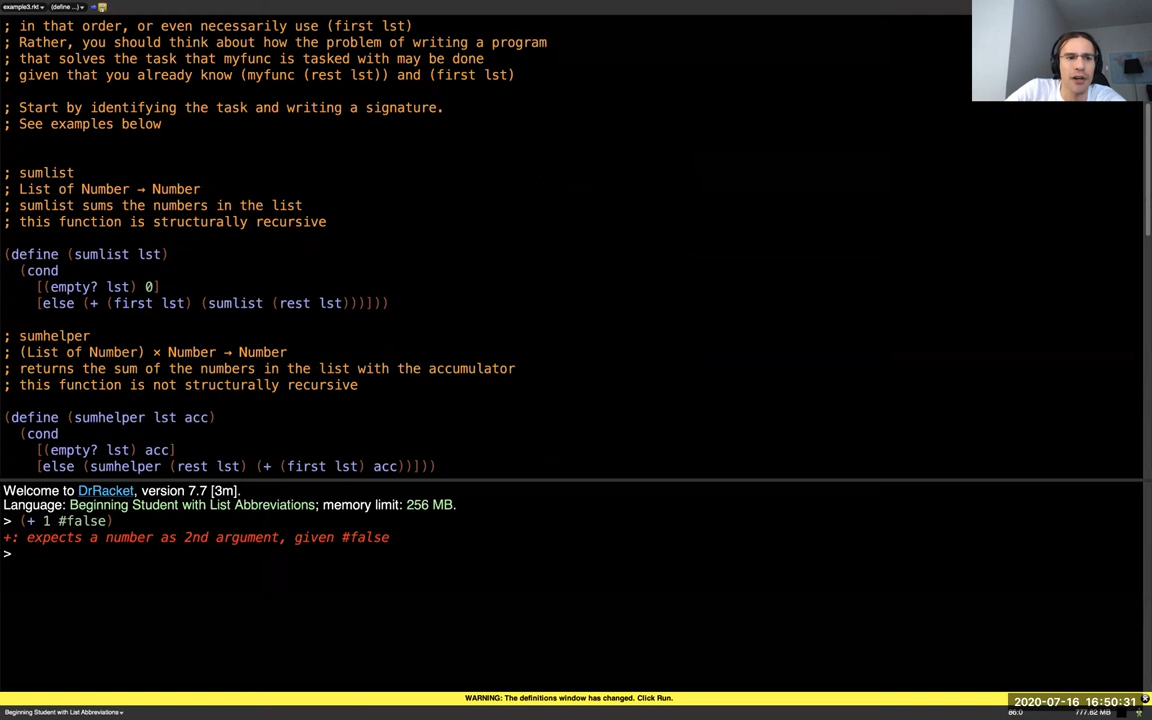 example3.rkt (define ...)
; in that order, or even necessarily use (first lst)
; Rather, you should think about how the problem of writing a program
; that solves the task that myfunc is tasked with may be done
; given that you already know (myfunc (rest lst)) and (first lst)
; Start by identifying the task and writing a signature.
; See examples below
; sumlist
; List of Number → Number
; sumlist sums the numbers in the list
; this function is structurally recursive
(define (sumlist lst)
(cond
[(empty? lst) 0]
[else (+ (first lst) (sumlist (rest lst)))]))
; sumhelper
; (List of Number) × Number → Number
; returns the sum of the numbers in the list with the accumulator
; this function is not structurally recursive
(define (sumhelper lst acc)
(cond
[(empty? lst) acc]
[else (sumhelper (rest lst) (+ (first lst) acc))]))
Welcome to DrRacket, version 7.7 [3m].
Language: Beginning Student with List Abbreviations; memory limit: 256 MB.
> (+ 1 #false)
+: expects a number as 2nd argument, given #false
>
WARNING: The definitions window has changed. Click Run.
2020-07-16 16:50:31
Beginning Student with List Abbreviations
86:0 777.62 MB